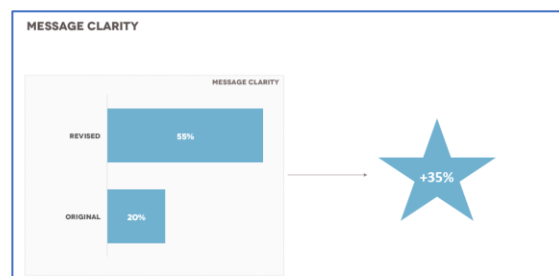 MESSAGE CLARITY
MESSAGE CLARITY
REVISED
55%
+35%
ORIGINAL
20%